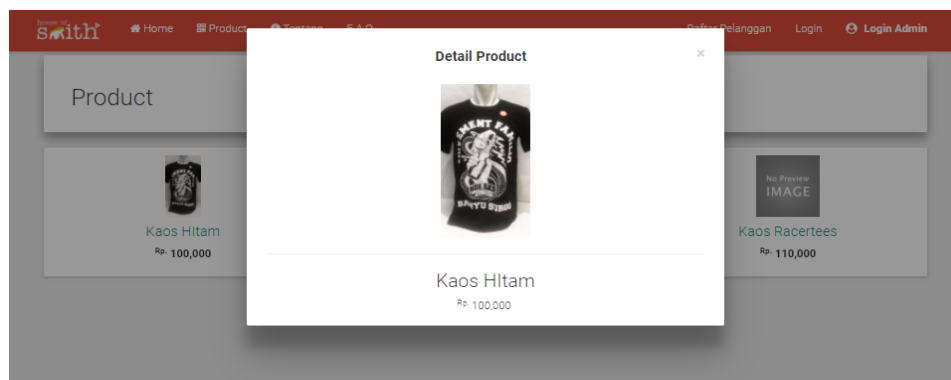 house of
smith
Home
Product
Tentang
F.A.Q
Daftar Pelanggan
Login
Login Admin
Detail Product
×
Product
Kaos HItam
Rp. 100,000
No Preview
IMAGE
Kaos Racertees
Rp. 110,000
Kaos HItam
Rp. 100,000